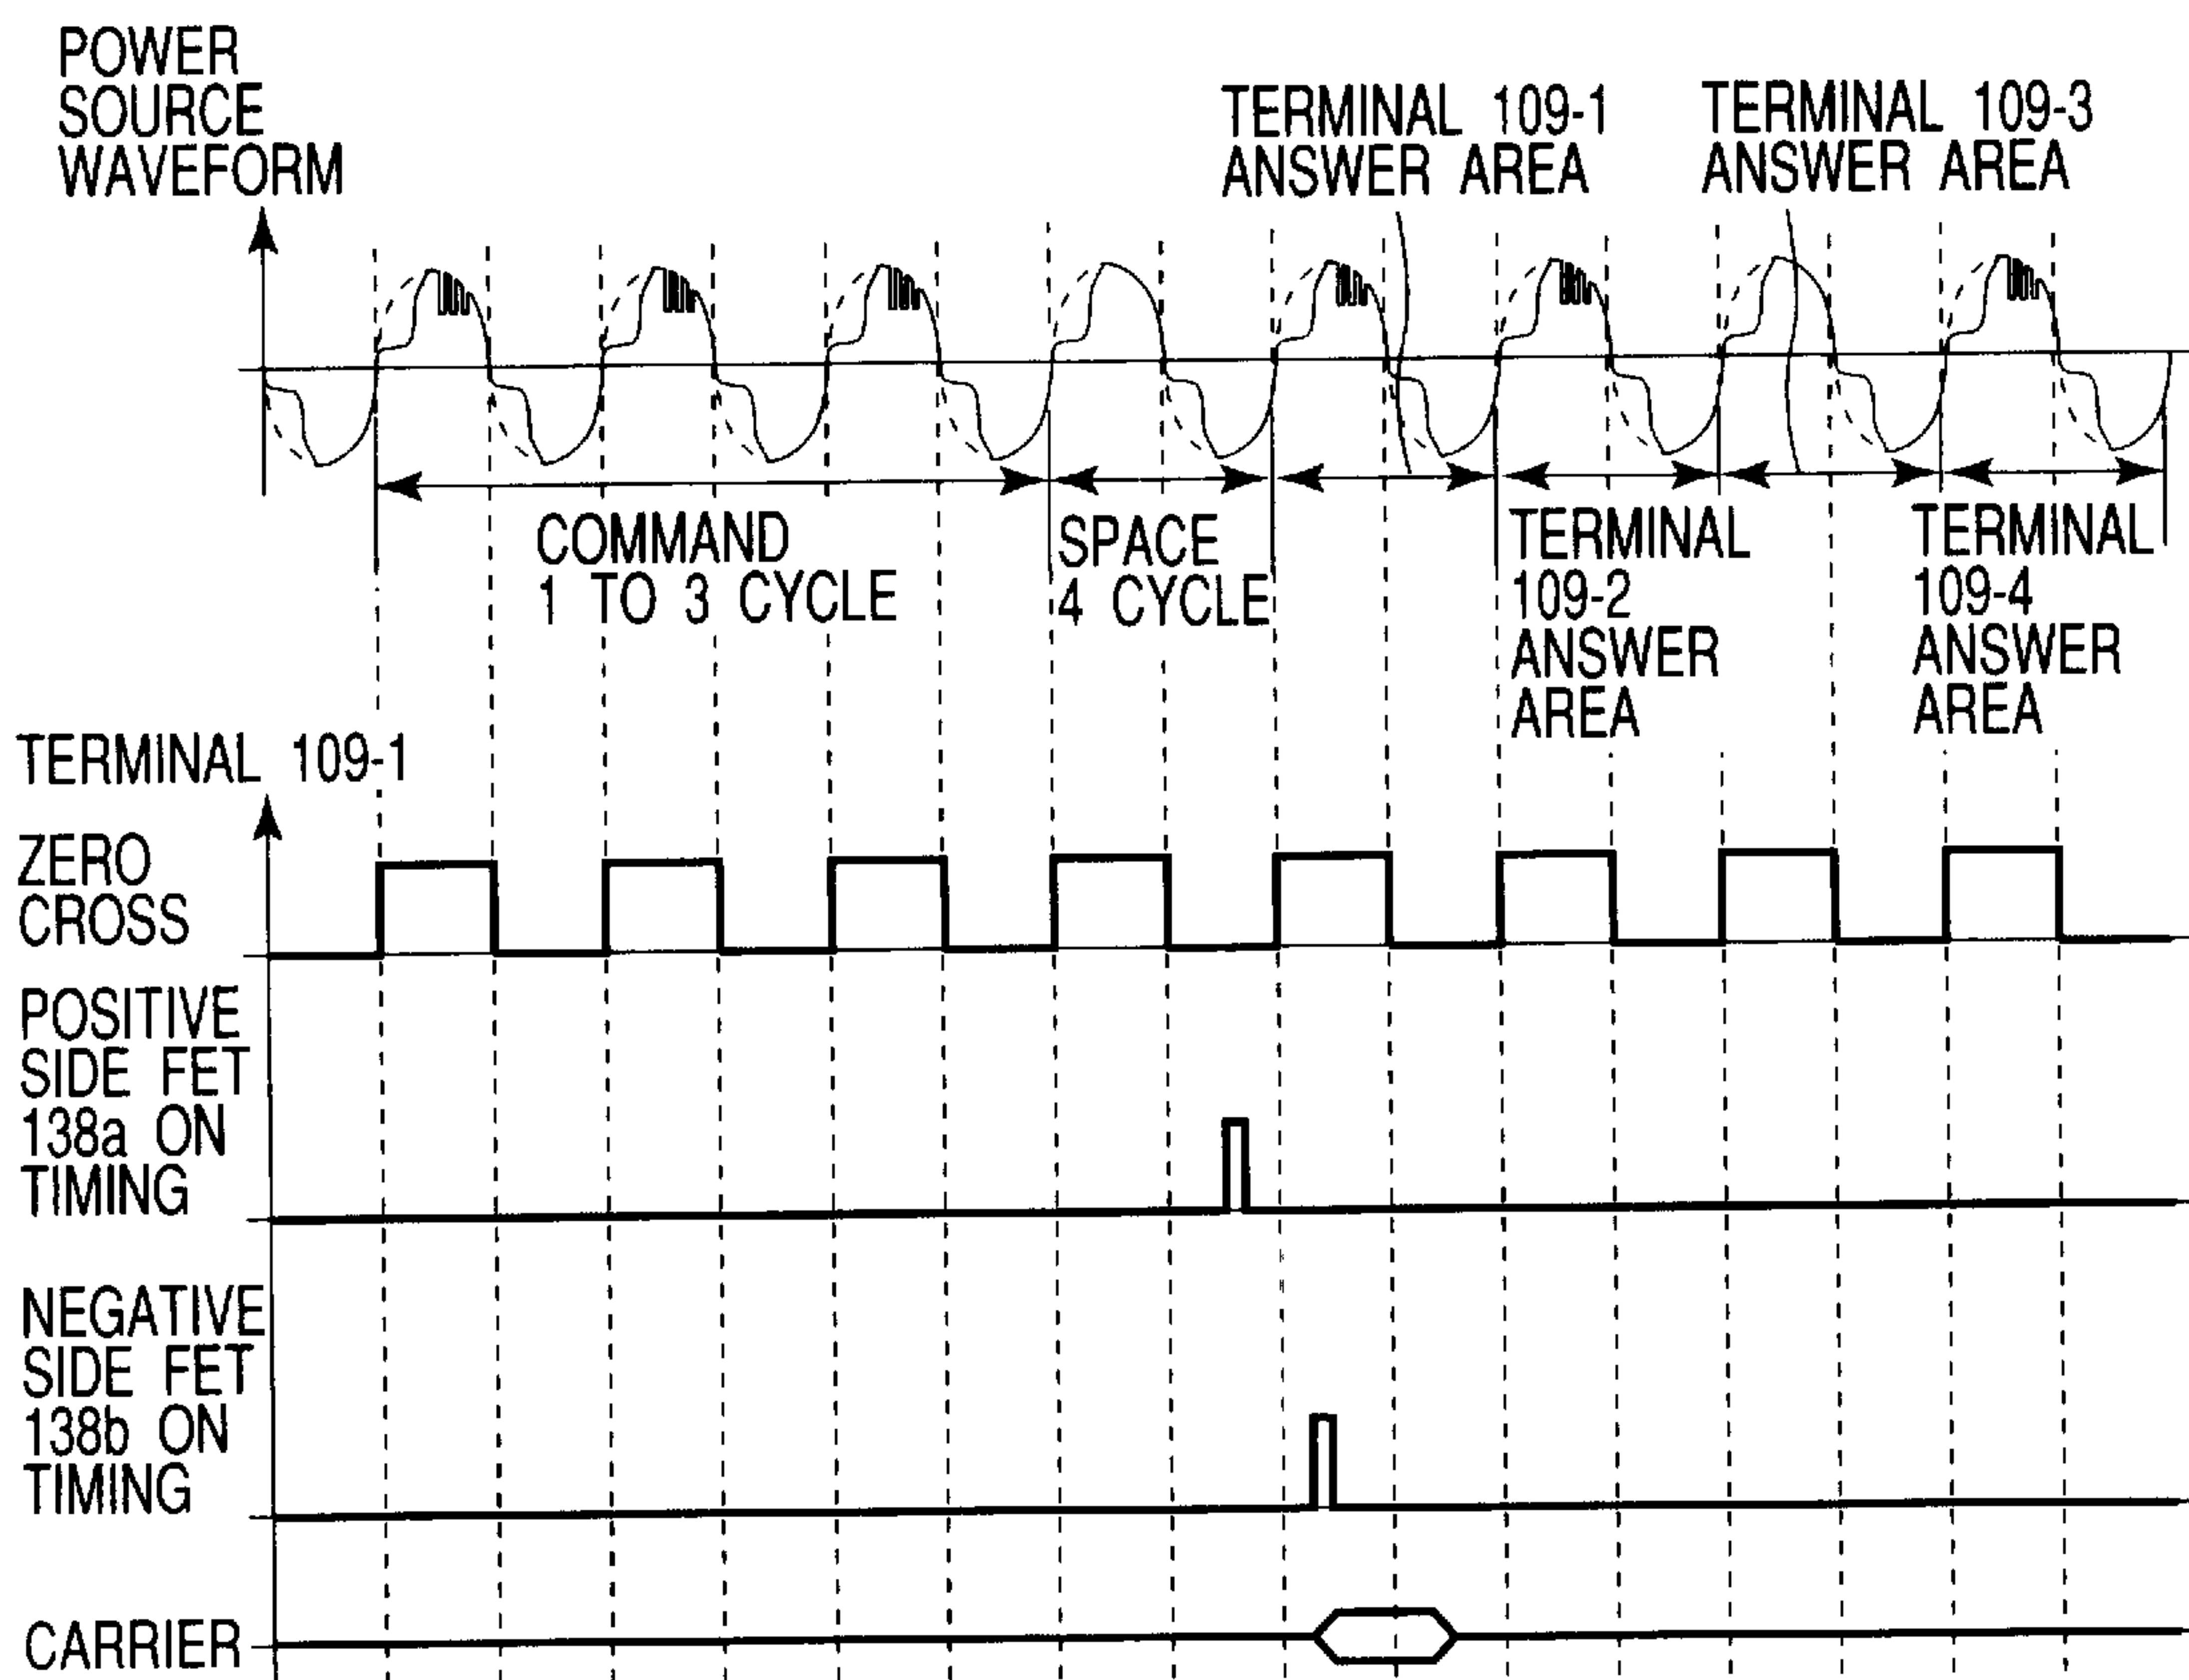 POWER
SOURCE
WAVEFORM
TERMINAL 109-1
ANSWER AREA
TERMINAL 109-3
ANSWER AREA
COMMAND
1 TO 3 CYCLE
SPACE
4 CYCLE
TERMINAL
109-2
ANSWER
AREA
TERMINAL
109-4
ANSWER
AREA
TERMINAL 109-1
ZERO
CROSS
POSITIVE
SIDE FET
138a ON
TIMING
NEGATIVE
SIDE FET
138b ON
TIMING
CARRIER